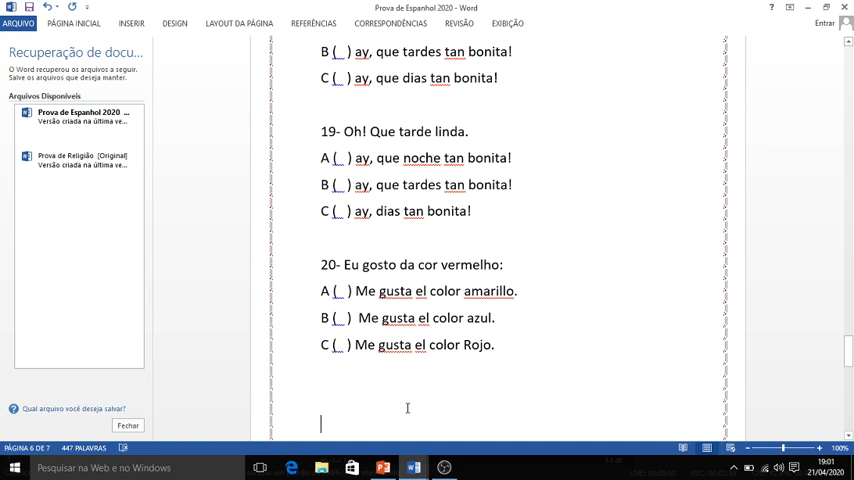 Prova de Espanhol 2020 - Word
ARQUIVO PÁGINA INICIAL INSERIR DESIGN LAYOUT DA PÁGINA REFERÊNCIAS CORRESPONDÊNCIAS REVISÃO EXIBIÇÃO Entrar
Recuperação de docu...
O Word recuperou os arquivos a seguir.
Salve os arquivos que deseja manter.
Arquivos Disponíveis
Prova de Espanhol 2020 ...
Versão criada na última ve...
Prova de Religião [Original]
Versão criada na última ve...
Qual arquivo você deseja salvar?
Fechar
B ( ) ay, que tardes tan bonita!
C ( ) ay, que dias tan bonita!
19- Oh! Que tarde linda.
A ( ) ay, que noche tan bonita!
B ( ) ay, que tardes tan bonita!
C ( ) ay, dias tan bonita!
20- Eu gosto da cor vermelho:
A ( ) Me gusta el color amarillo.
B ( ) Me gusta el color azul.
C ( ) Me gusta el color Rojo.
PÁGINA 6 DE 7 447 PALAVRAS 100%
Pesquisar na Web e no Windows
19:01
21/04/2020